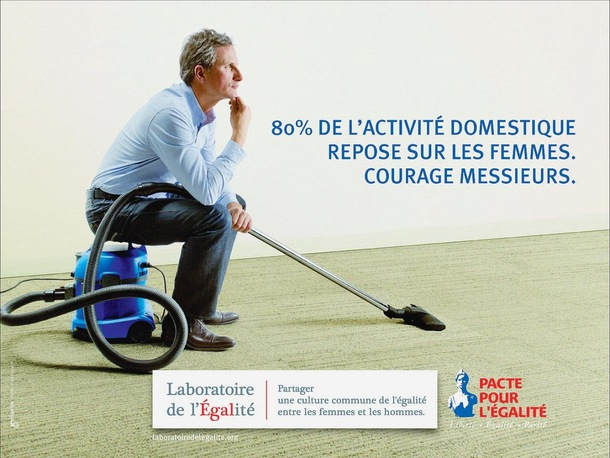 80% DE L'ACTIVITÉ DOMESTIQUE
REPOSE SUR LES FEMMES.
COURAGE MESSIEURS.
Laboratoire
de l'Égalité
Partager
une culture commune de l'égalité
entre les femmes et les hommes.
PACTE
POUR
L'ÉGALITÉ
Liberté • Égalité • Parité
laboratoiredelegalite.org